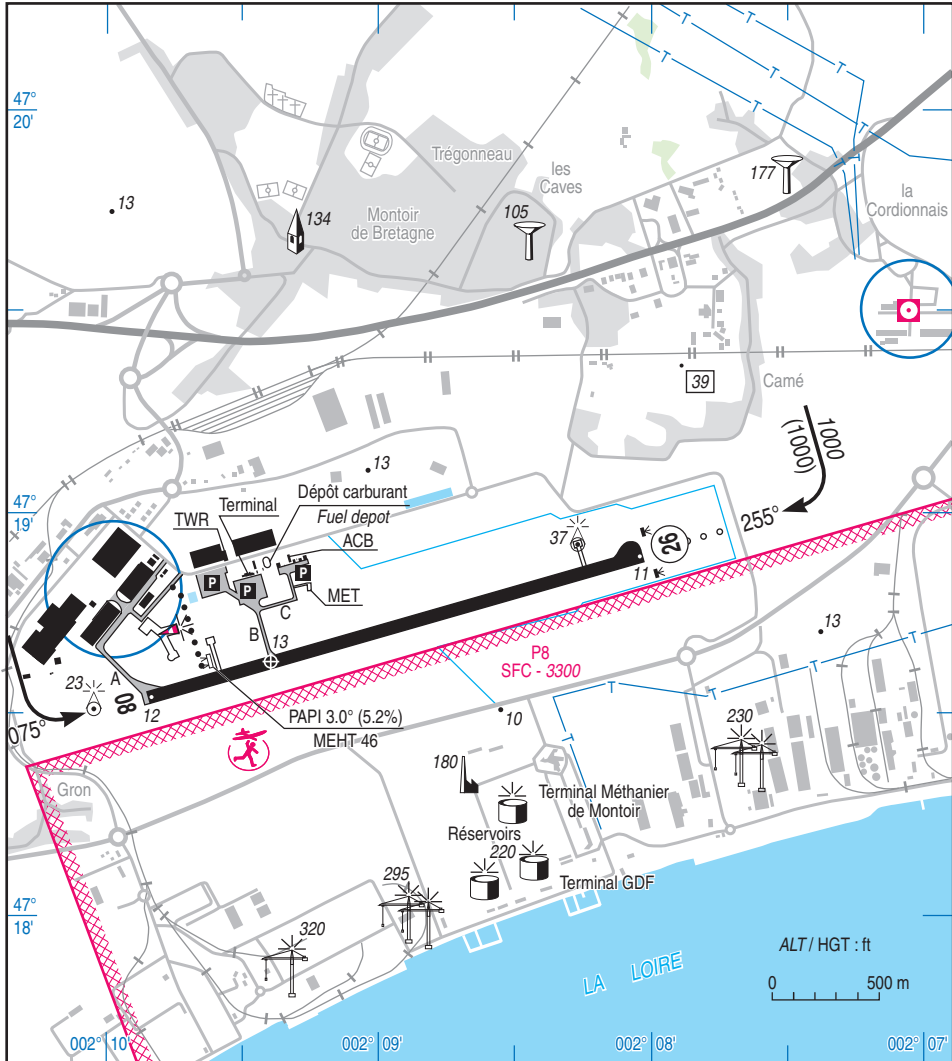 47°
20'
Trégonneau
les
Caves
177
13
134
Montoir
de Bretagne
105
la
Cordionnais
39
Camé
1000
(1000)
13
47°
19'
Dépôt carburant
Fuel depot
Terminal
TWR
ACB
P
P
P
MET
37
26
255°
11
C
B
13
13
P8
SFC - 3300
A
23
08
12
075°
PAPI 3.0° (5.2%)
MEHT 46
10
230
180
Gron
Terminal Méthanier
de Montoir
Réservoirs
220
Terminal GDF
295
47°
18'
320
LA LOIRE
ALT / HGT : ft
0 500 m
002° 10'
002° 09'
002° 08'
002° 07'
T
T
T
T
T
T
T
T
T
T
T